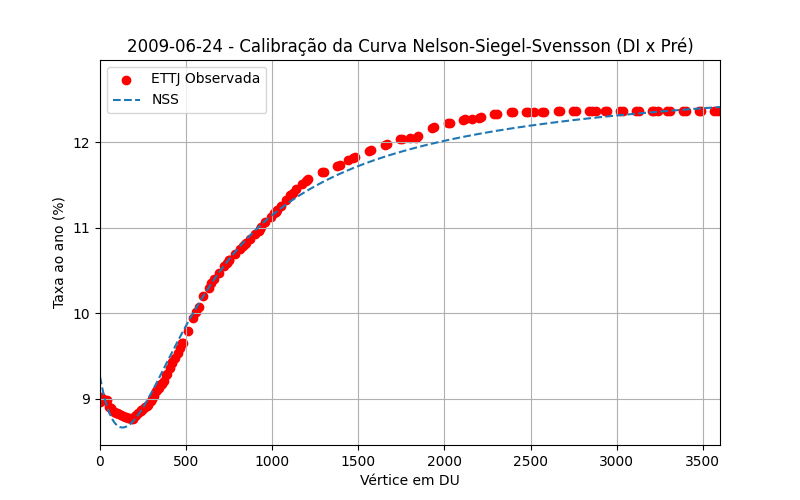 2009-06-24 - Calibração da Curva Nelson-Siegel-Svensson (DI x Pré)
ETTJ Observada
NSS
Taxa ao ano (%)
12
11
10
9
0 500 1000 1500 2000 2500 3000 3500
Vértice em DU